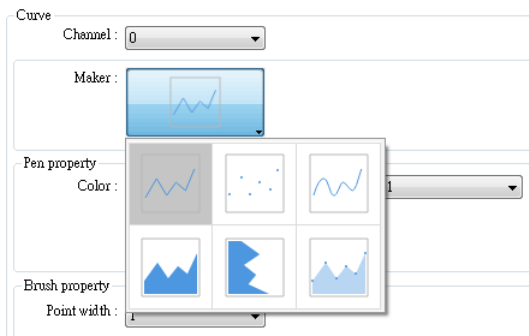 Curve
Channel : 0
Maker :
Pen property
Color : 1
Brush property
Point width : 1